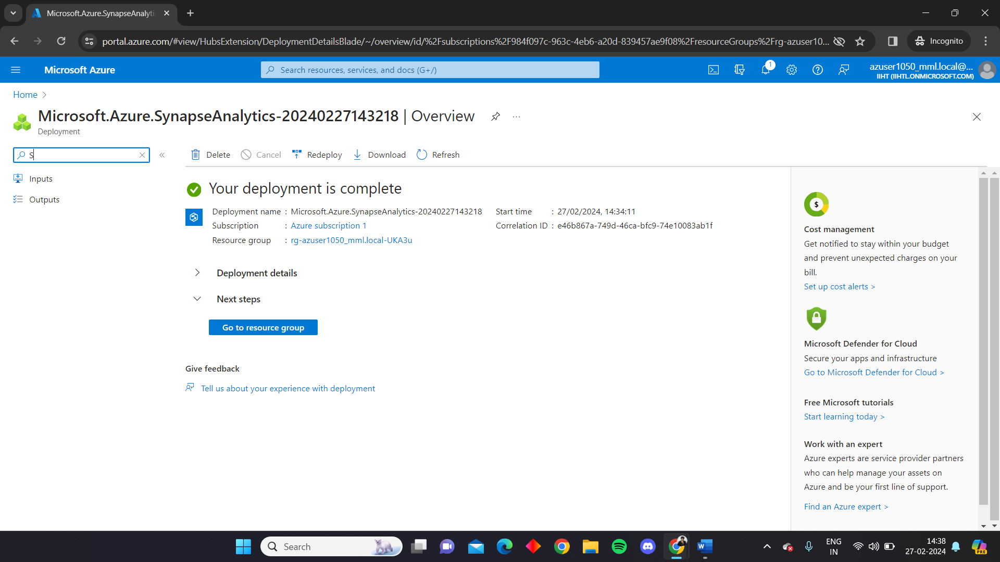 Microsoft.Azure.SynapseAnalyti
portal.azure.com/#view/HubsExtension/DeploymentDetailsBlade/~/overview/id/%2Fsubscriptions%2F984f097c-963c-4eb6-a20d-839457ae9f08%2FresourceGroups%2Frg-azuser10...
Incognito
Microsoft Azure
Search resources, services, and docs (G+/)
1
azuser1050_mml.local@...
IIHT (IIHTL.ONMICROSOFT.COM)
Home
Microsoft.Azure.SynapseAnalytics-20240227143218 | Overview
Deployment
S
Delete
Cancel
Redeploy
Download
Refresh
Inputs
Outputs
Your deployment is complete
Deployment name : Microsoft.Azure.SynapseAnalytics-20240227143218
Subscription : Azure subscription 1
Resource group : rg-azuser1050_mml.local-UKA3u
Start time : 27/02/2024, 14:34:11
Correlation ID : e46b867a-749d-46ca-bfc9-74e10083ab1f
Deployment details
Next steps
Go to resource group
Give feedback
Tell us about your experience with deployment
Cost management
Get notified to stay within your budget
and prevent unexpected charges on your
bill.
Set up cost alerts >
Microsoft Defender for Cloud
Secure your apps and infrastructure
Go to Microsoft Defender for Cloud >
Free Microsoft tutorials
Start learning today >
Work with an expert
Azure experts are service provider partners
who can help manage your assets on
Azure and be your first line of support.
Find an Azure expert >
Search
ENG
IN
14:38
27-02-2024
PRE